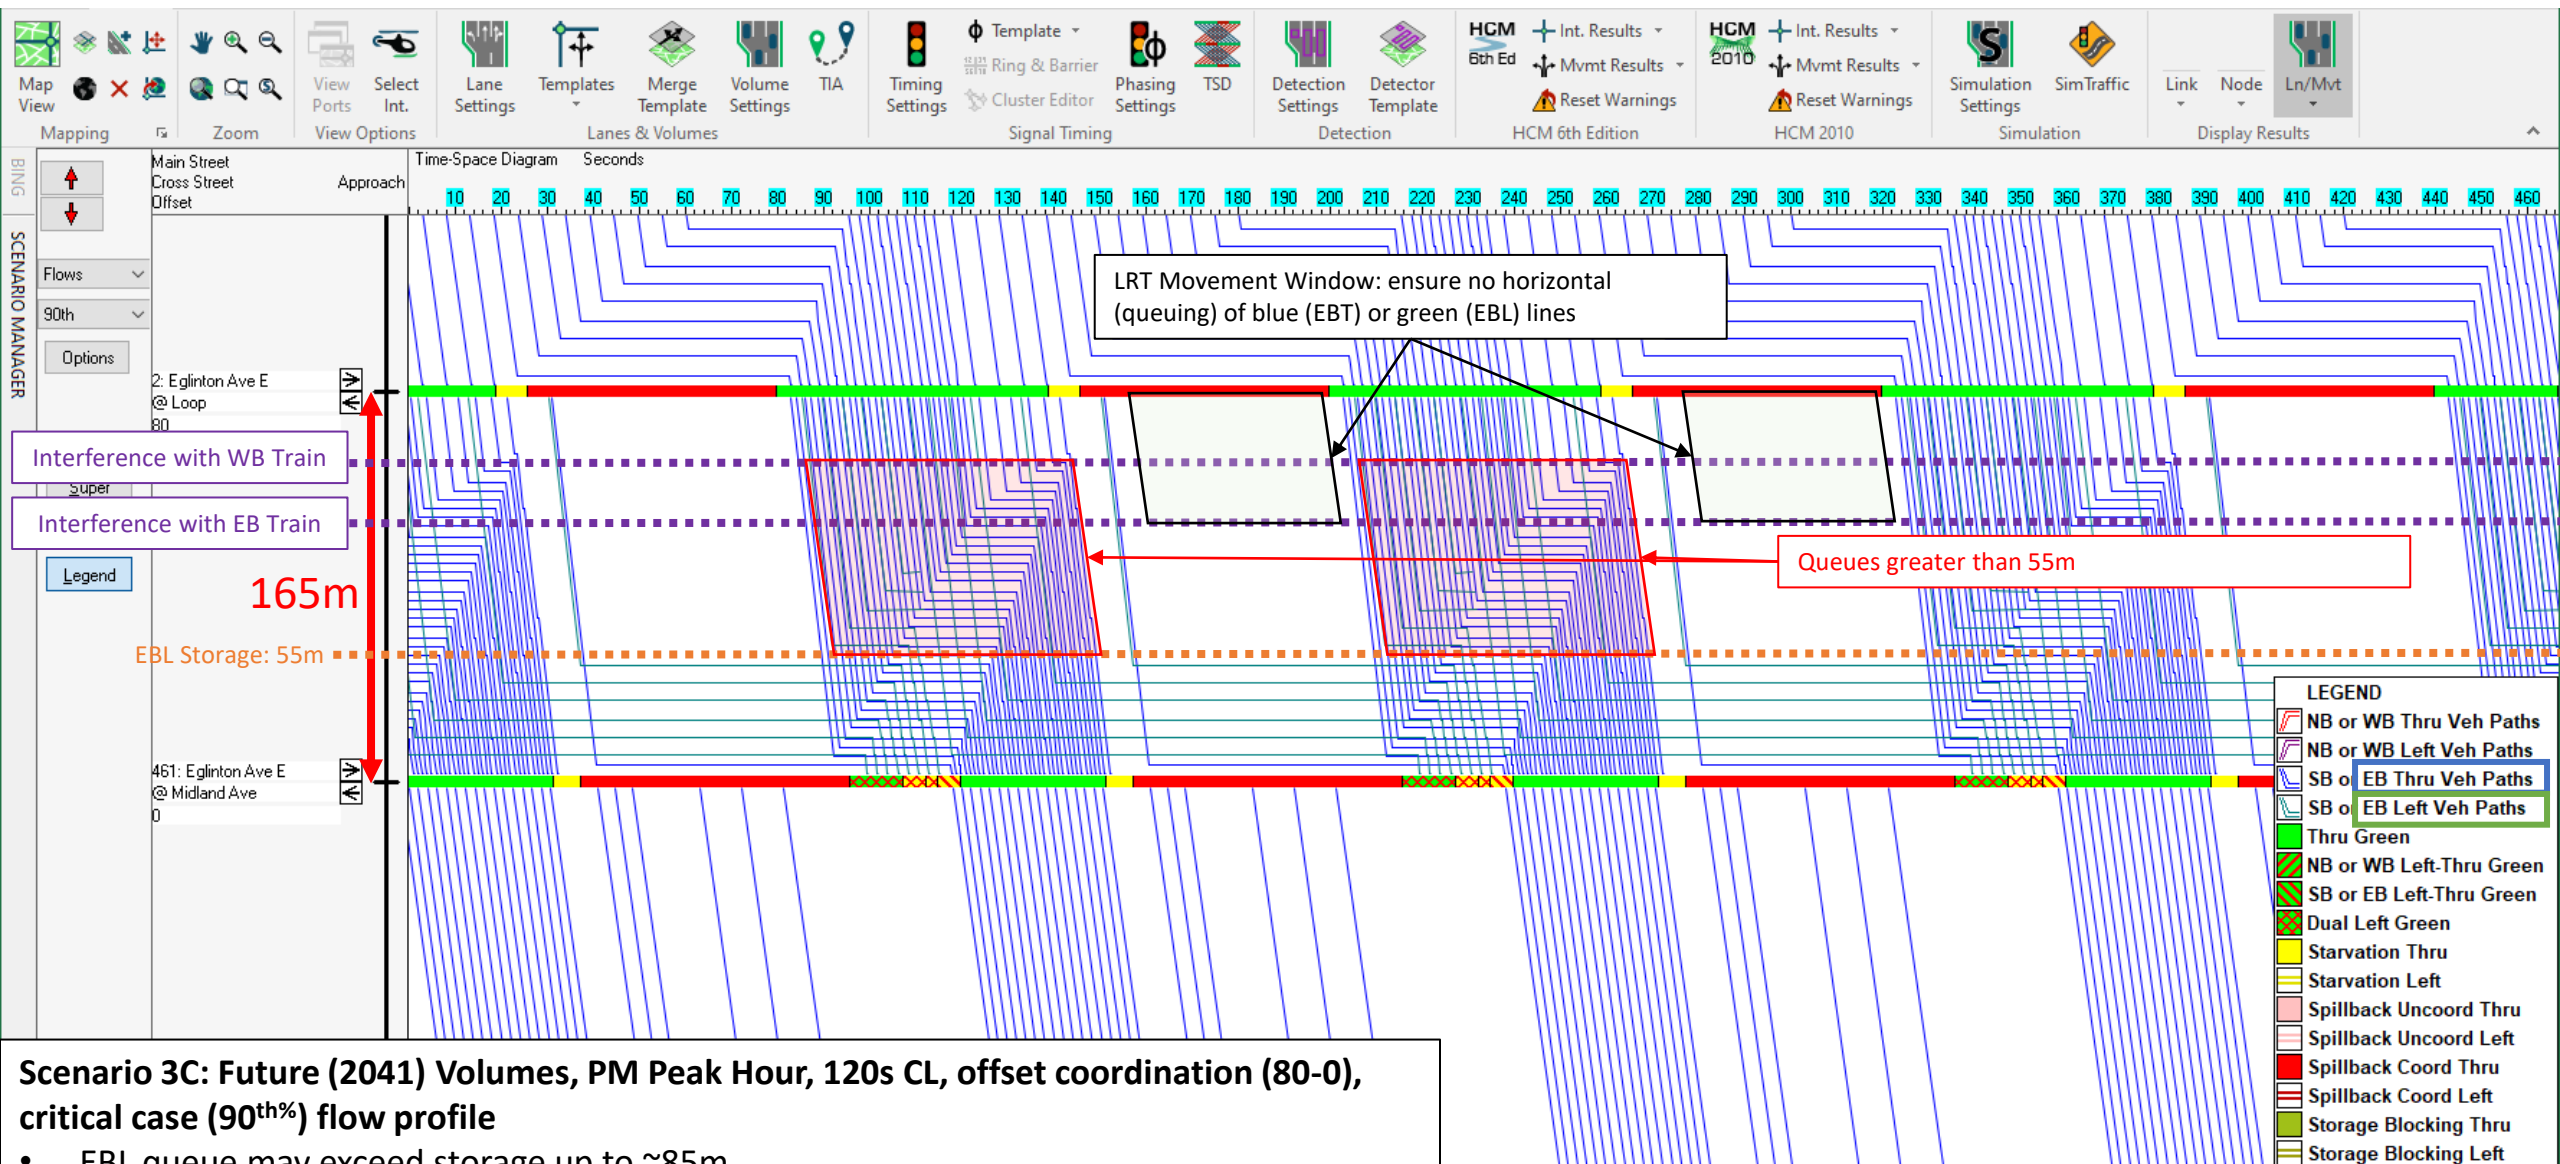 Map View
View Ports
Select Int.
Lane Settings
Templates
Merge Template
Volume Settings
TIA
Timing Settings
ϕ Template
Ring & Barrier
Cluster Editor
Phasing Settings
TSD
Detection Settings
Detector Template
HCM 6th Ed
Int. Results
Mvmt Results
Reset Warnings
HCM 2010
Int. Results
Mvmt Results
Reset Warnings
Simulation Settings
SimTraffic
Link
Node
Ln/Mvt
Mapping
Zoom
View Options
Lanes & Volumes
Signal Timing
Detection
HCM 6th Edition
HCM 2010
Simulation
Display Results
BING
SCENARIO MANAGER
Main Street
Cross Street
Offset
Approach
Time-Space Diagram Seconds
10 20 30 40 50 60 70 80 90 100 110 120 130 140 150 160 170 180 190 200 210 220 230 240 250 260 270 280 290 300 310 320 330 340 350 360 370 380 390 400 410 420 430 440 450 460
Flows
90th
Options
LRT Movement Window: ensure no horizontal
(queuing) of blue (EBT) or green (EBL) lines
2: Eglinton Ave E
@ Loop
80
Interference with WB Train
Super
Interference with EB Train
Legend
165m
Queues greater than 55m
EBL Storage: 55m
461: Eglinton Ave E
@ Midland Ave
0
LEGEND
NB or WB Thru Veh Paths
NB or WB Left Veh Paths
SB or EB Thru Veh Paths
SB or EB Left Veh Paths
Thru Green
NB or WB Left-Thru Green
SB or EB Left-Thru Green
Dual Left Green
Starvation Thru
Starvation Left
Spillback Uncoord Thru
Spillback Uncoord Left
Spillback Coord Thru
Spillback Coord Left
Storage Blocking Thru
Storage Blocking Left
Scenario 3C: Future (2041) Volumes, PM Peak Hour, 120s CL, offset coordination (80-0),
critical case (90th%) flow profile
• EBL queue may exceed storage up to ~85m